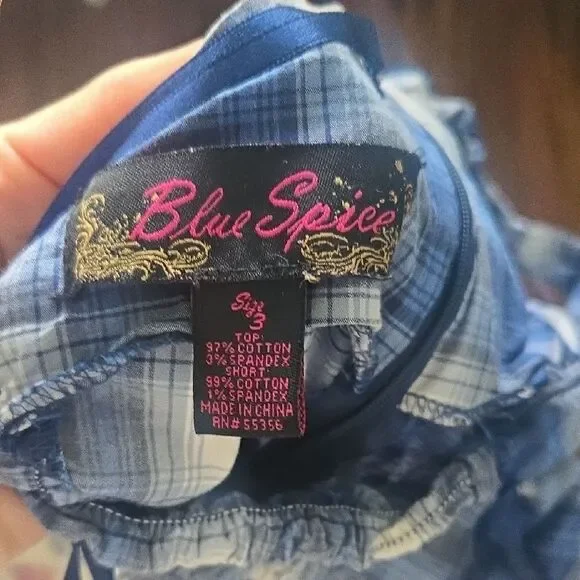 Blue Spice
Size
3
TOP:
97% COTTON
3% SPANDEX
SHORT:
99% COTTON
1% SPANDEX
MADE IN CHINA
RN# 55356